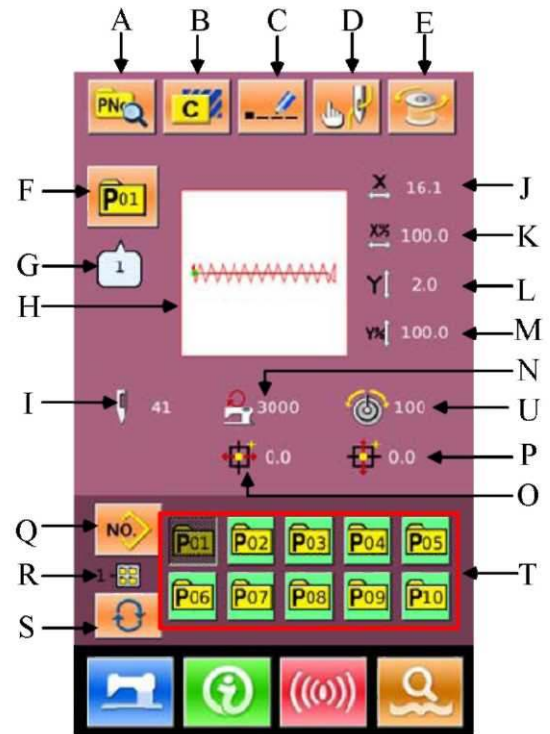 A B C D E
PNo C
F P01 X 16.1 J
X% 100.0 K
G 1 Y 2.0 L
H Y% 100.0 M
N
I 41 3000 100 U
0.0 0.0 P
O
Q NO. P01 P02 P03 P04 P05
R 1- T
S P06 P07 P08 P09 P10